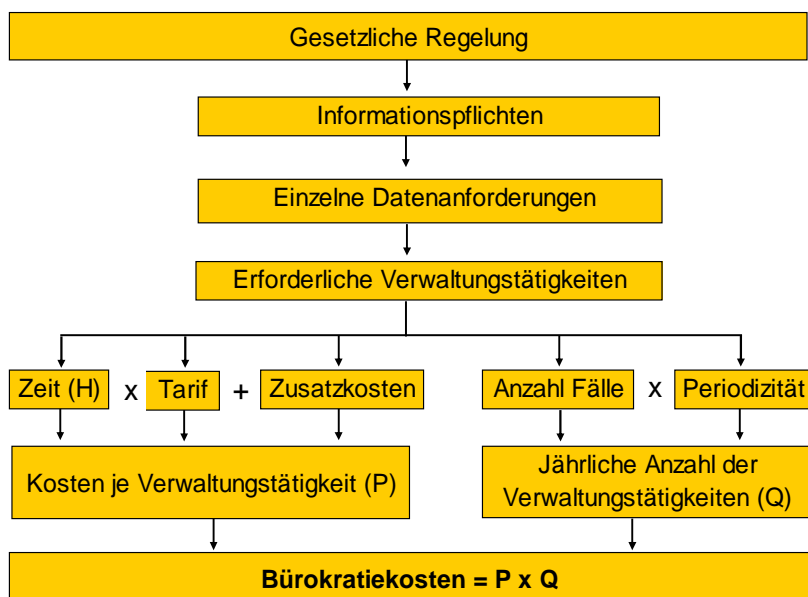 Gesetzliche Regelung
Informationspflichten
Einzelne Datenanforderungen
Erforderliche Verwaltungstätigkeiten
Zeit (H) x Tarif + Zusatzkosten Anzahl Fälle x Periodizität
Kosten je Verwaltungstätigkeit (P)
Jährliche Anzahl der
Verwaltungstätigkeiten (Q)
Bürokratiekosten = P x Q